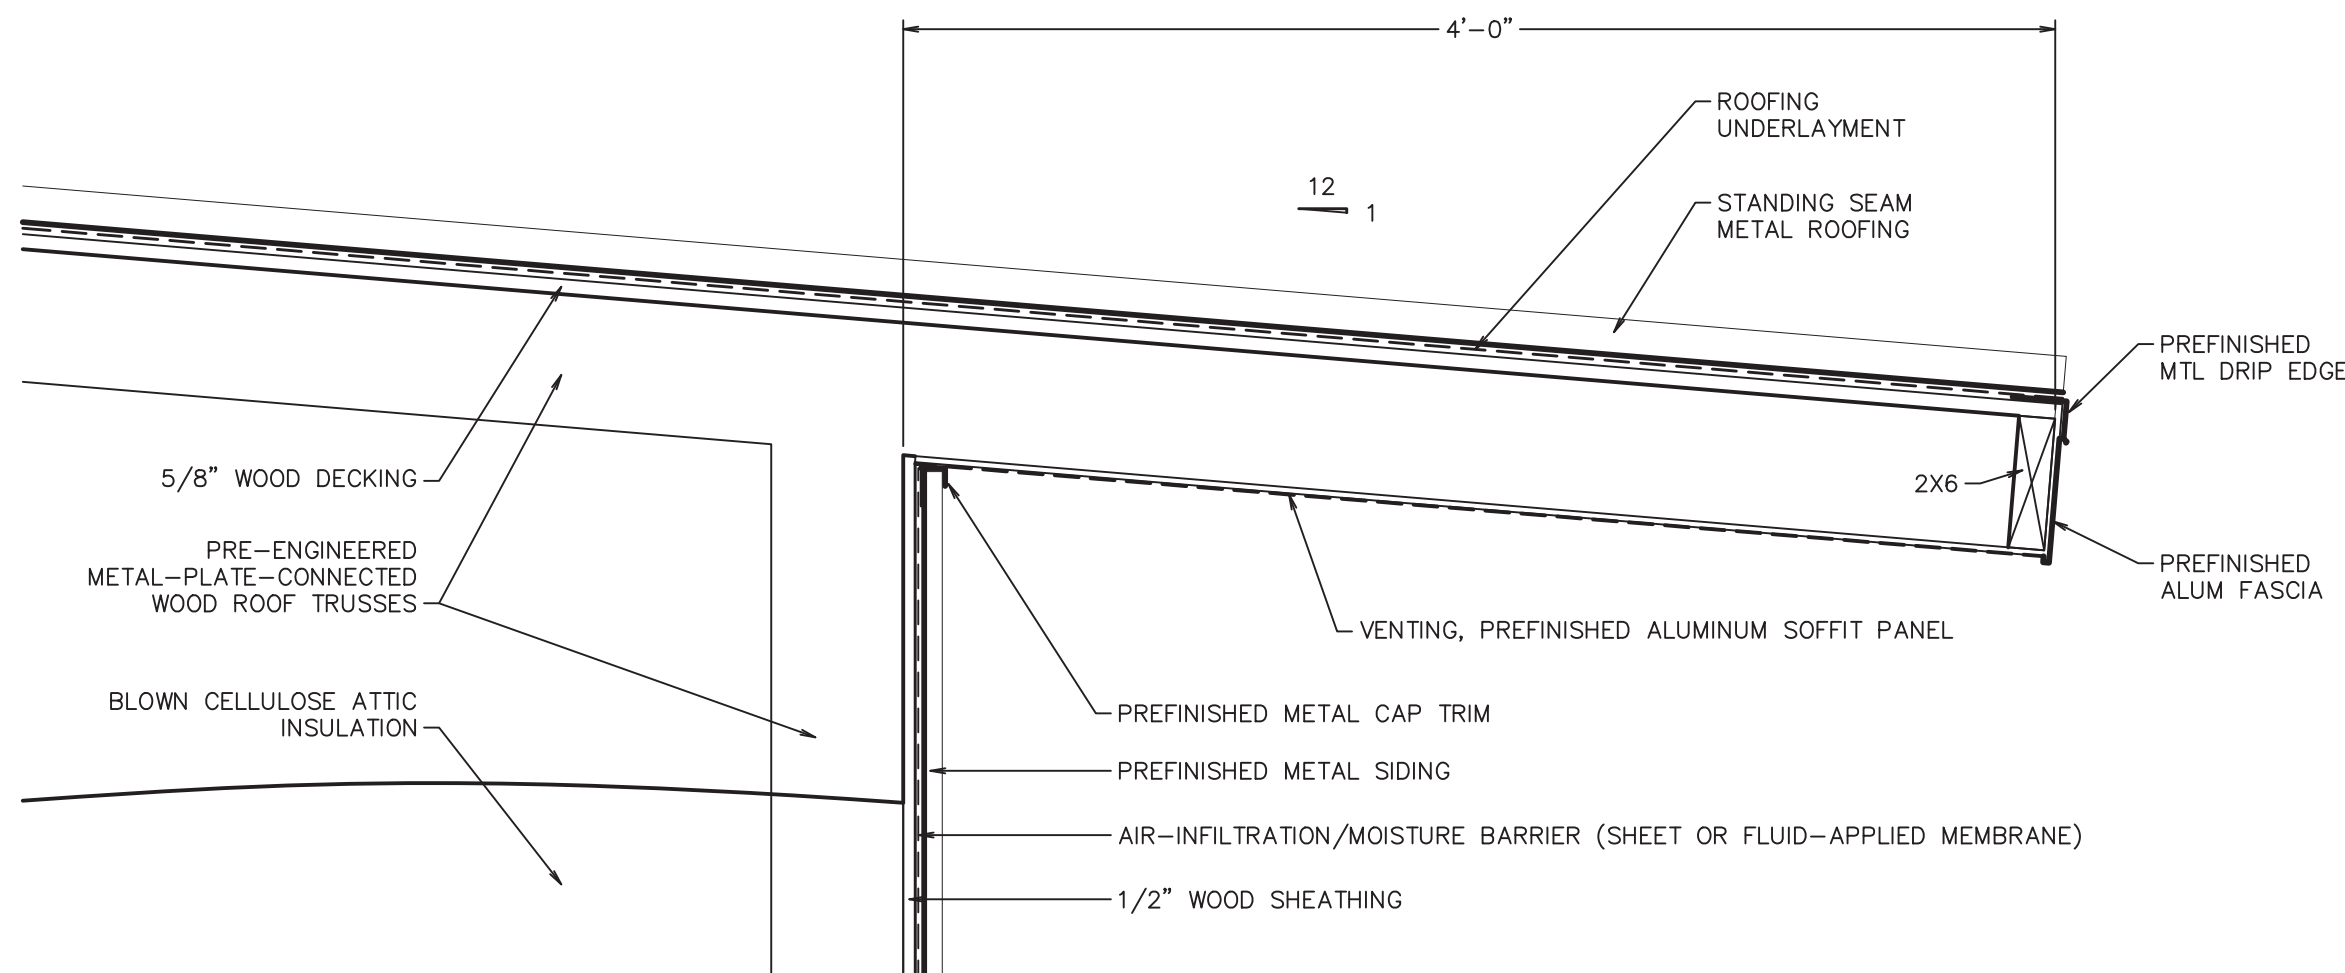 4'-0"
ROOFING
UNDERLAYMENT
12
1
STANDING SEAM
METAL ROOFING
PREFINISHED
MTL DRIP EDGE
5/8" WOOD DECKING
2X6
PRE-ENGINEERED
METAL-PLATE-CONNECTED
WOOD ROOF TRUSSES
PREFINISHED
ALUM FASCIA
VENTING, PREFINISHED ALUMINUM SOFFIT PANEL
BLOWN CELLULOSE ATTIC
INSULATION
PREFINISHED METAL CAP TRIM
PREFINISHED METAL SIDING
AIR-INFILTRATION/MOISTURE BARRIER (SHEET OR FLUID-APPLIED MEMBRANE)
1/2" WOOD SHEATHING